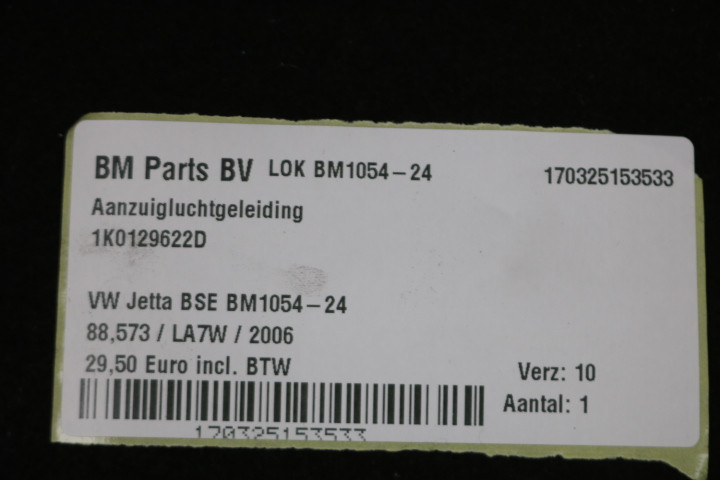 BM Parts BV LOK BM1054-24 170325153533
Aanzuigluchtgeleiding
1K0129622D
VW Jetta BSE BM1054-24
88,573 / LA7W / 2006
29,50 Euro incl. BTW
Verz: 10
Aantal: 1
170325153533